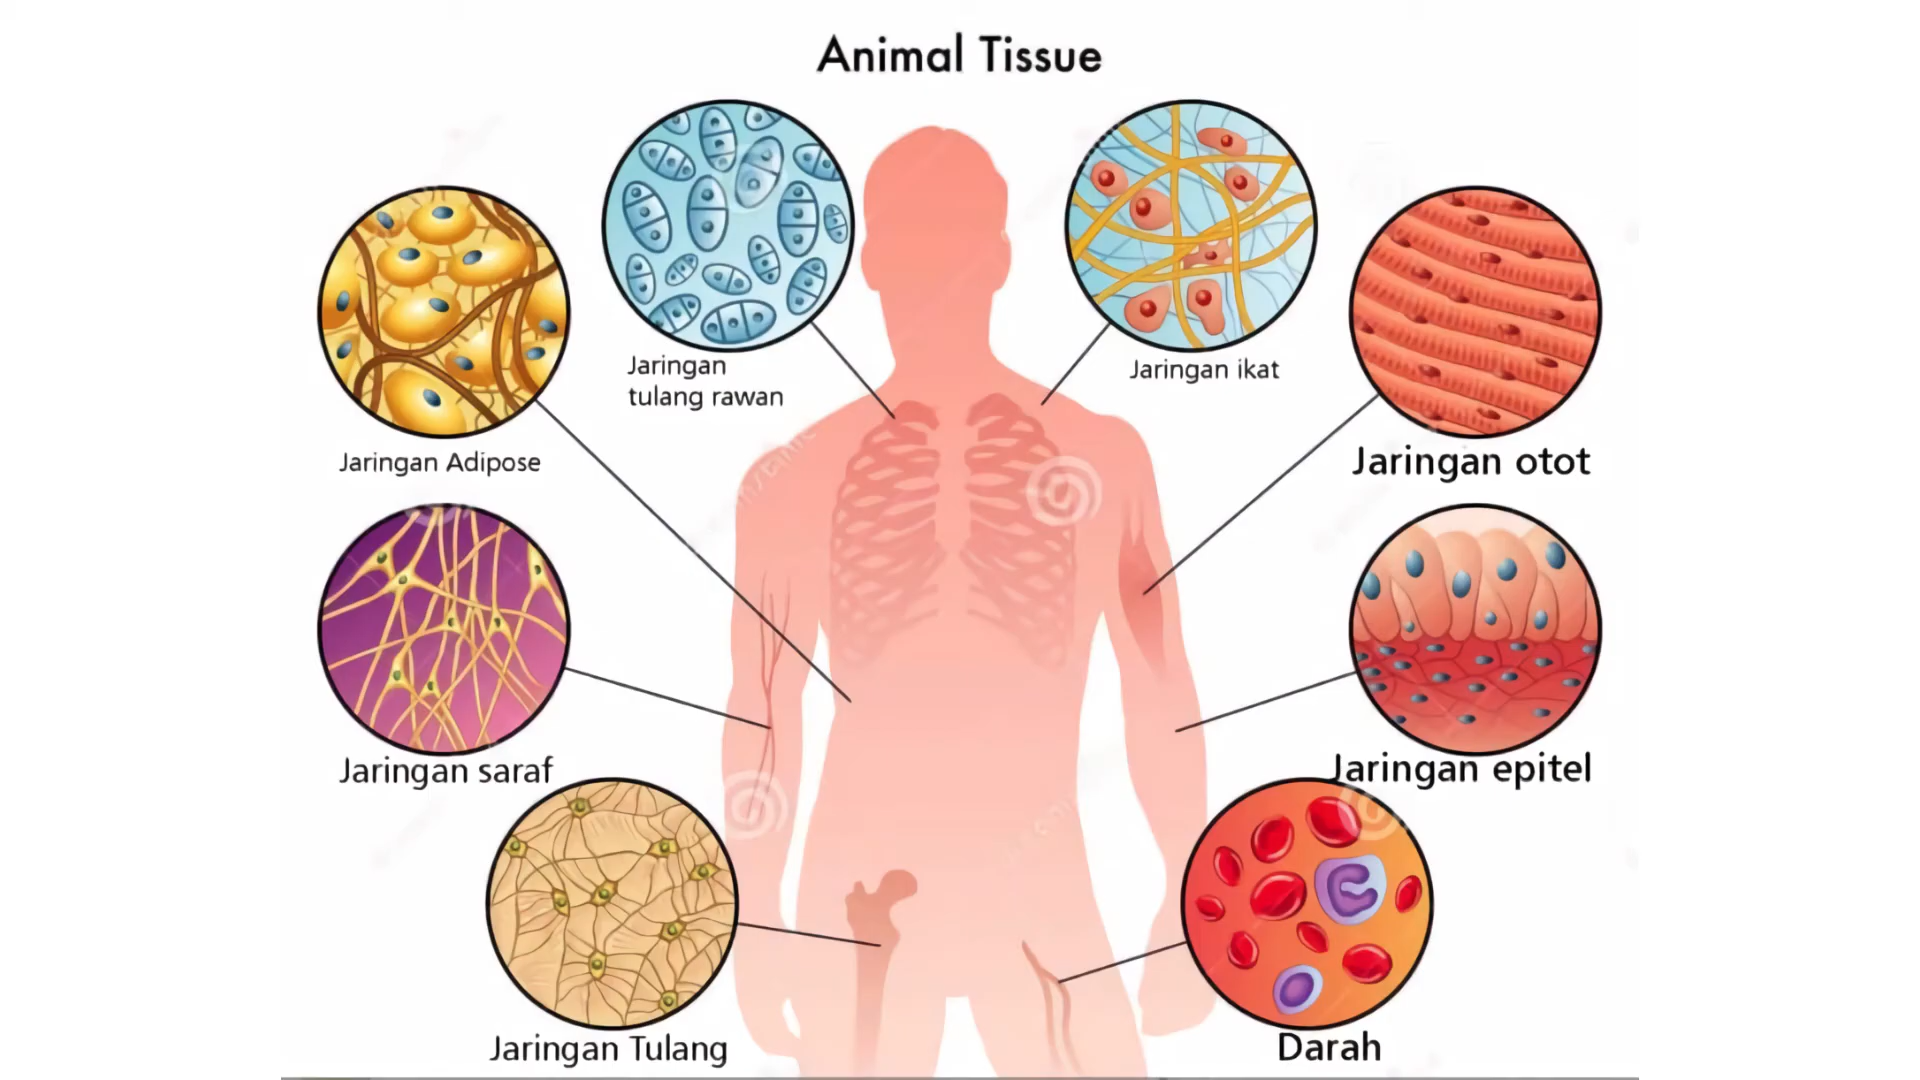 Animal Tissue
Jaringan
tulang rawan
Jaringan ikat
Jaringan Adipose
Jaringan otot
Jaringan saraf
Jaringan epitel
Jaringan Tulang
Darah